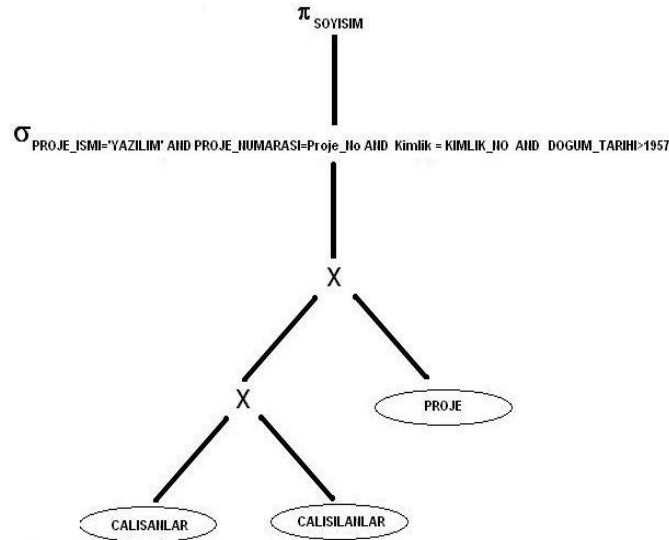 π SOYISIM
σ PROJE_ISMI='YAZILIM' AND PROJE_NUMARASI=Proje_No AND Kimlik = KIMLIK_NO AND DOGUM_TARIHI>1957
X
X
PROJE
CALISANLAR
CALISILANLAR